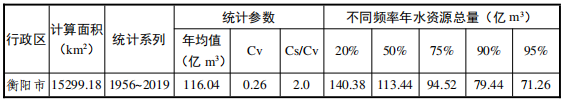 行政区 计算面积（km²） 统计系列 统计参数 不同频率年水资源总量（亿 m³）
年均值（亿 m³） Cv Cs/Cv 20% 50% 75% 90% 95%
衡阳市 15299.18 1956~2019 116.04 0.26 2.0 140.38 113.44 94.52 79.44 71.26